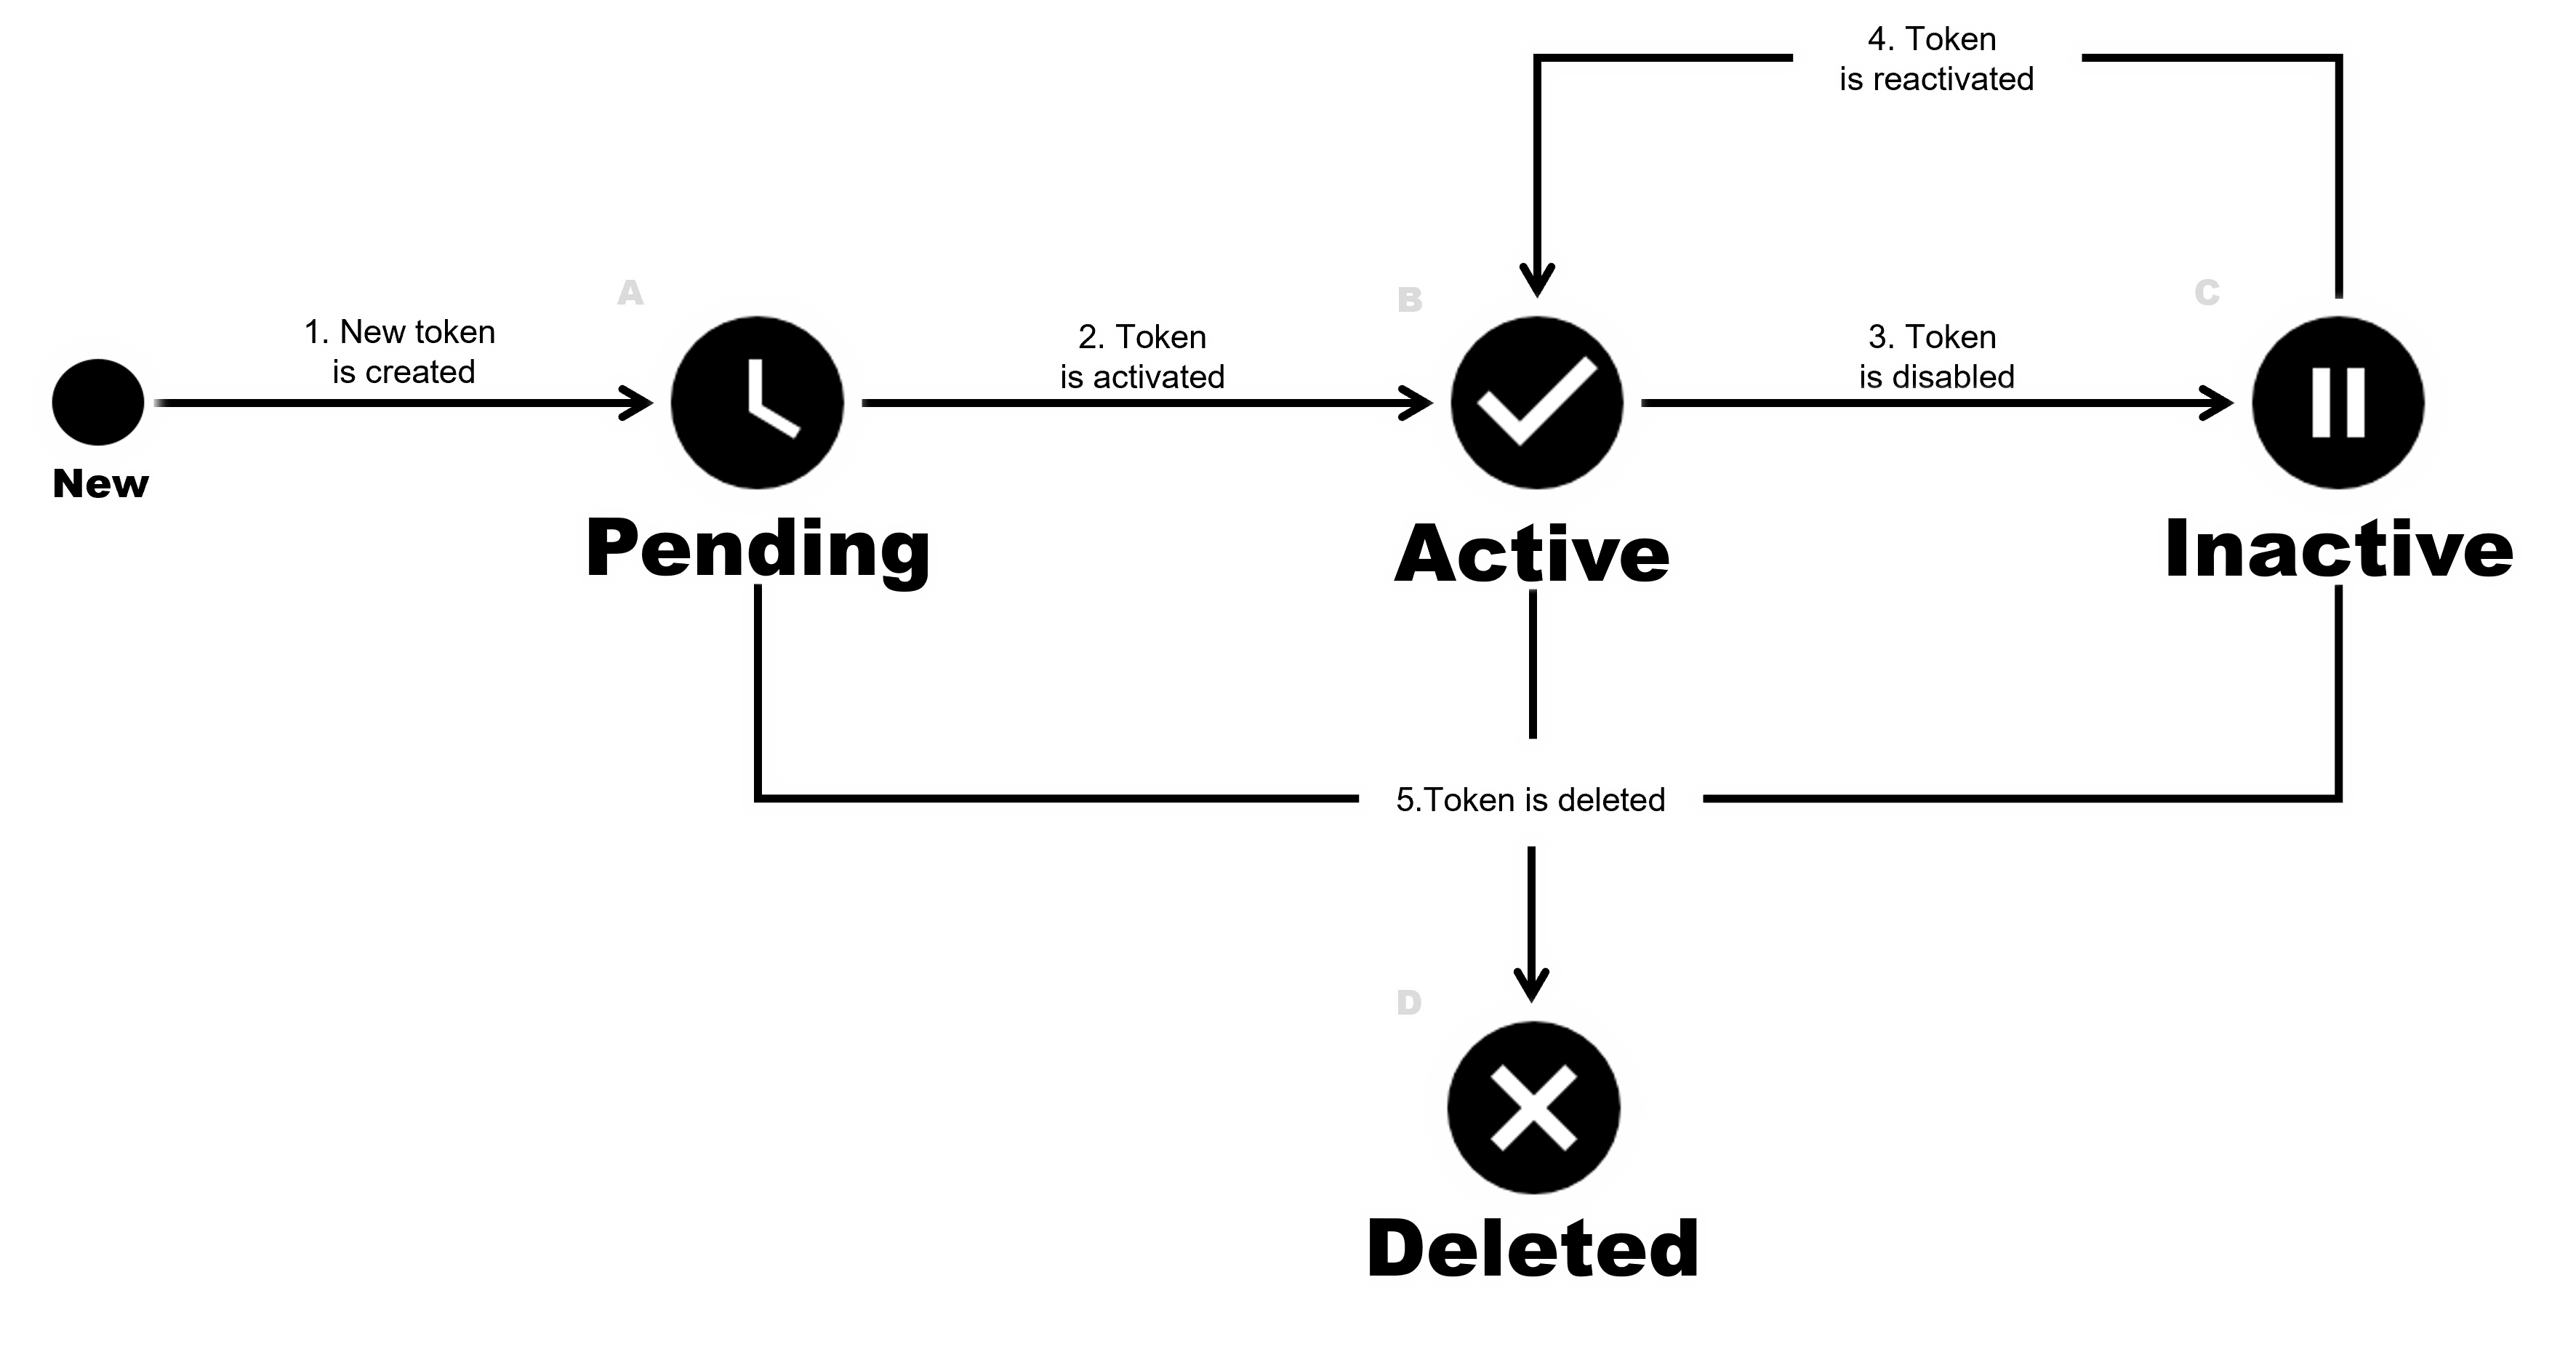 4. Token
is reactivated
A
B
C
1. New token
is created
2. Token
is activated
3. Token
is disabled
New
Pending
Active
Inactive
5.Token is deleted
D
Deleted